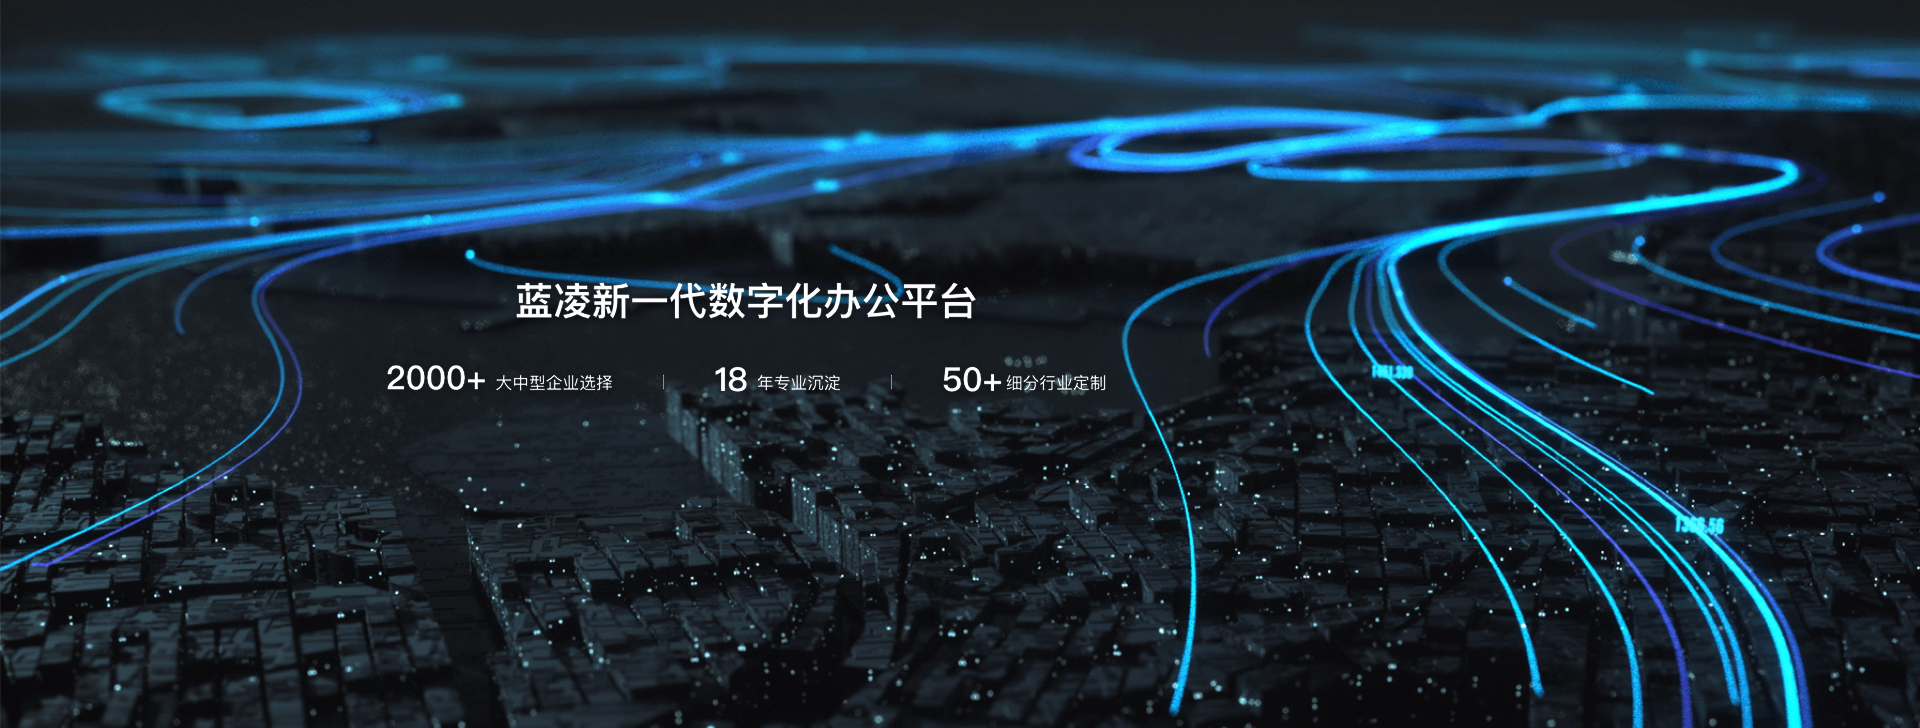 蓝凌新一代数字化办公平台
2000+ 大中型企业选择 | 18 年专业沉淀 | 50+ 细分行业定制